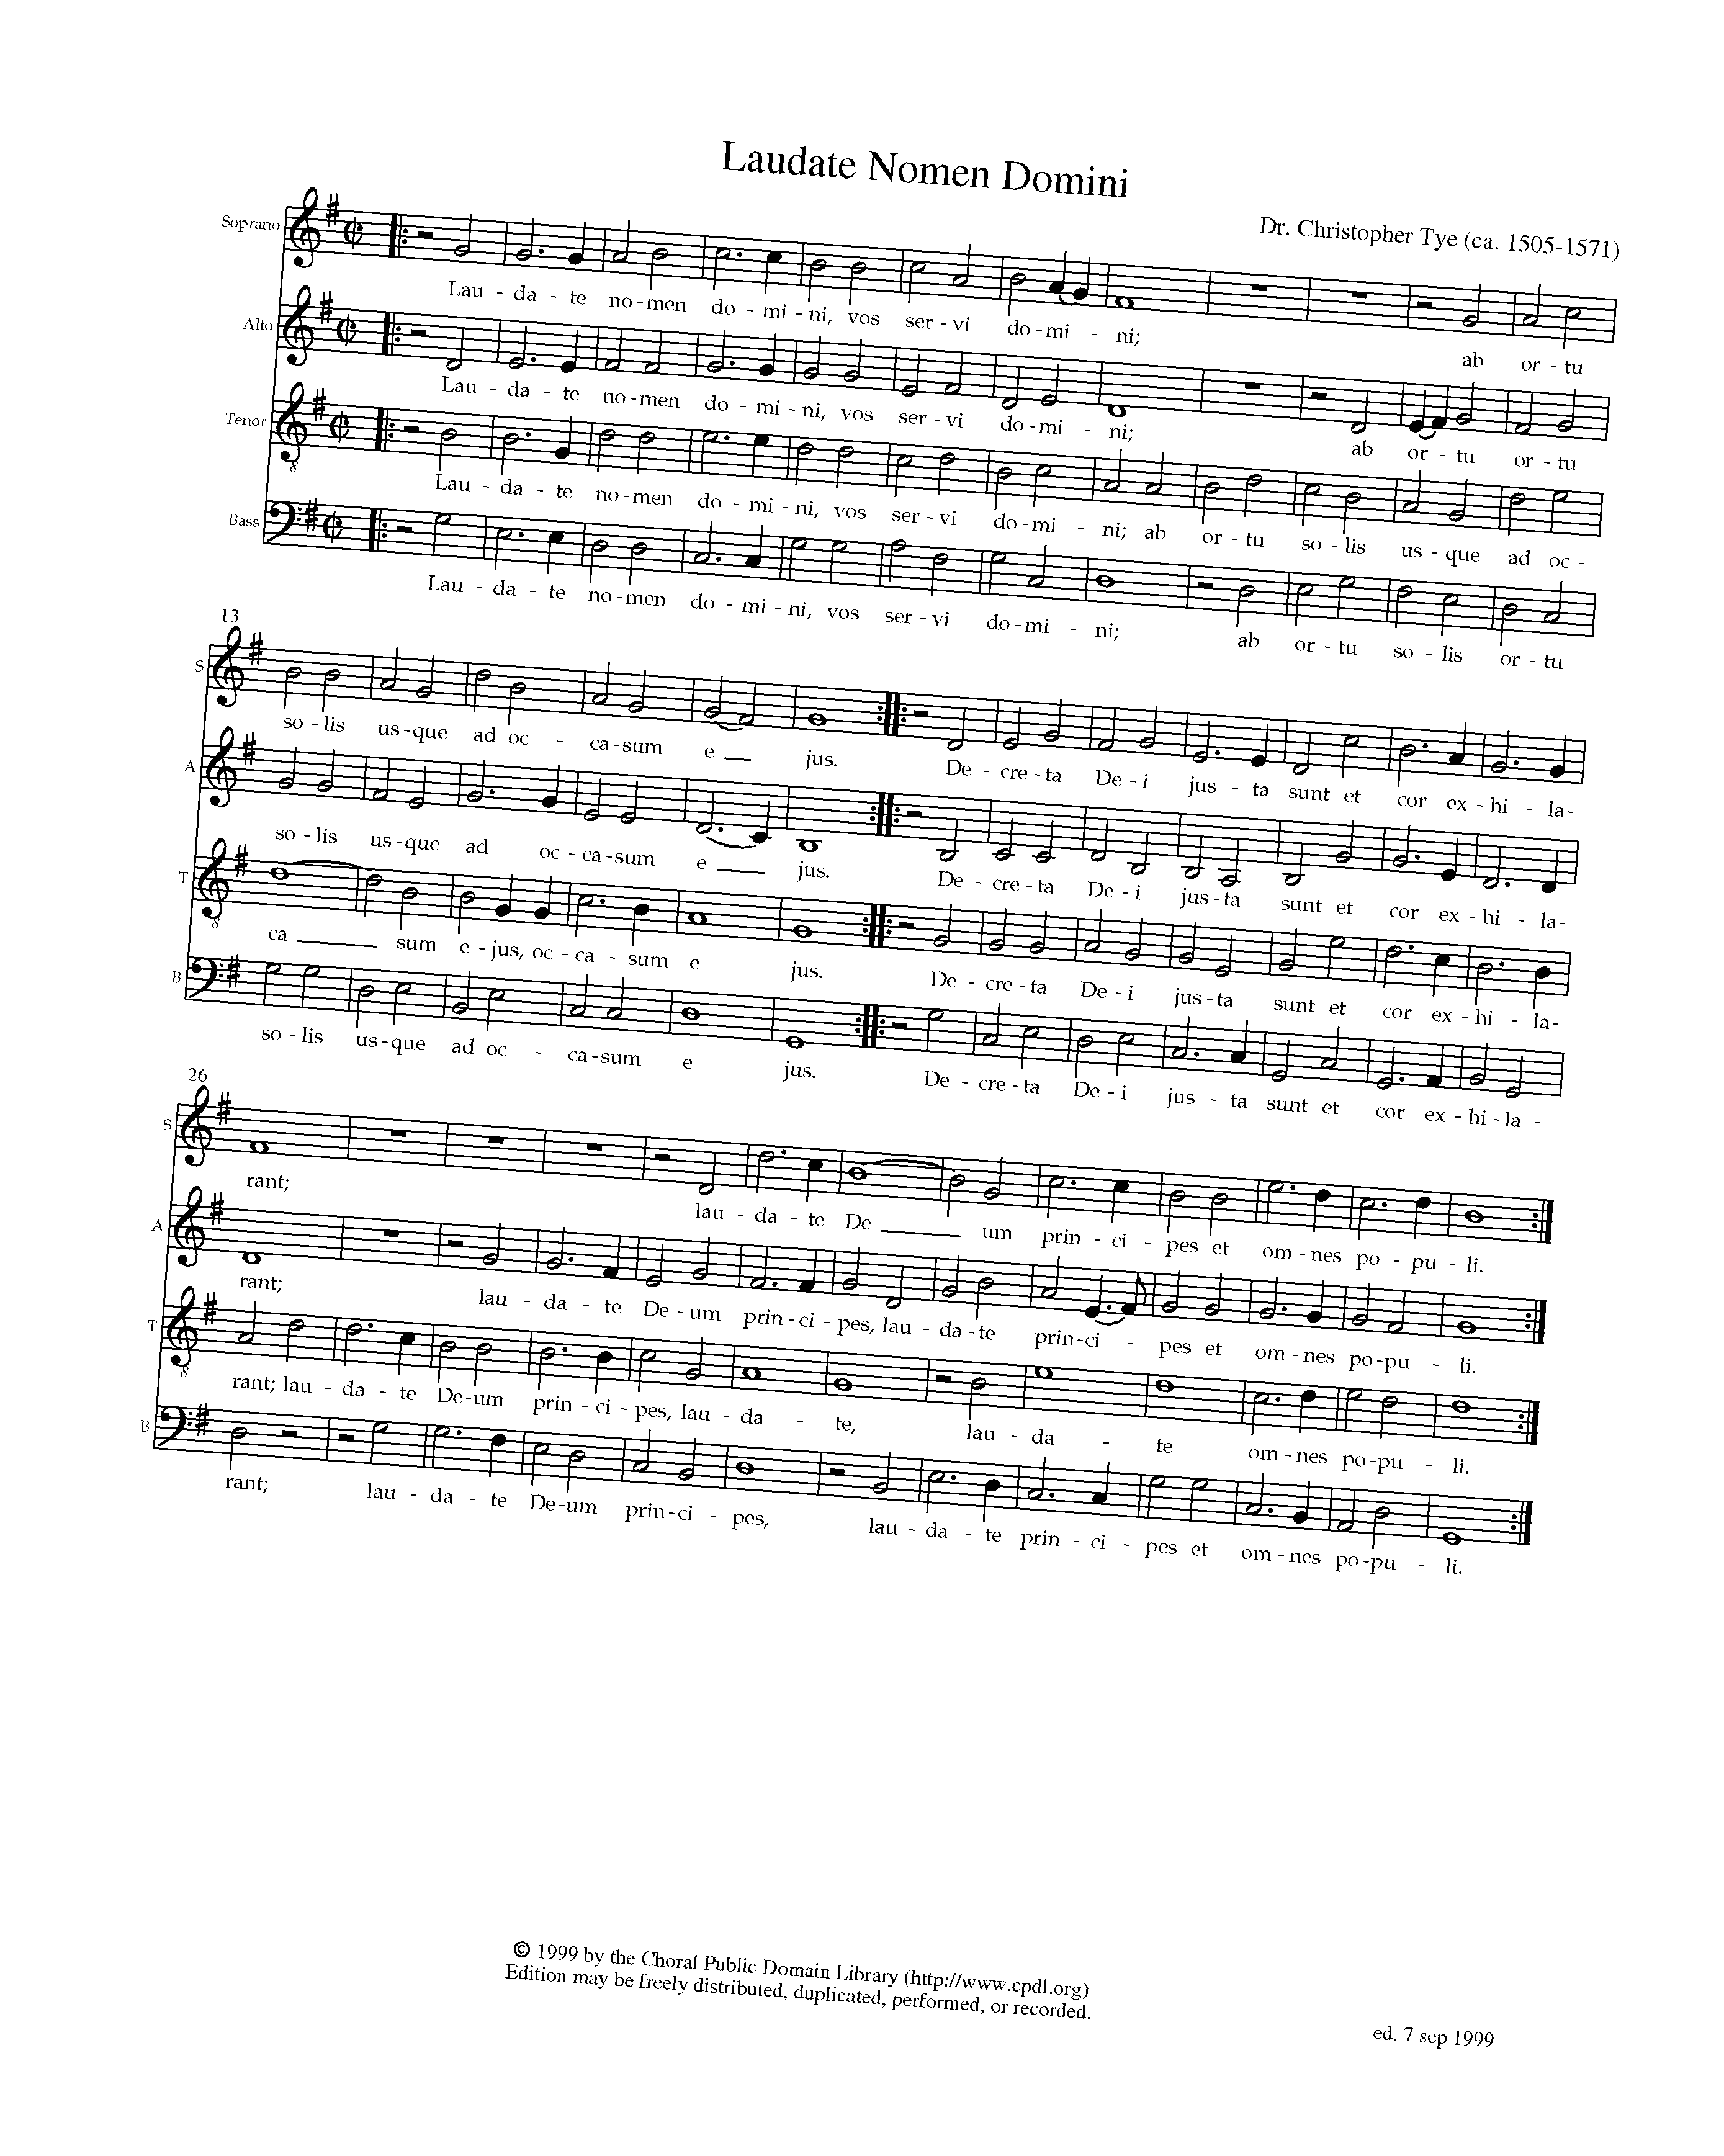 Laudate Nomen Domini
Dr. Christopher Tye (ca. 1505-1571)
Soprano
Lau - da - te no - men do - mi - ni, vos ser - vi do - mi - ni; ab or - tu
Alto
Lau - da - te no - men do - mi - ni, vos ser - vi do - mi - ni; ab or - tu or - tu
Tenor
Lau - da - te no - men do - mi - ni, vos ser - vi do - mi - ni; ab or - tu so - lis us - que ad oc -
Bass
Lau - da - te no - men do - mi - ni, vos ser - vi do - mi - ni; ab or - tu so - lis or - tu
13
S
so - lis us - que ad oc - ca - sum e jus. De - cre - ta De - i jus - ta sunt et cor ex - hi - la-
A
so - lis us - que ad oc - ca - sum e jus. De - cre - ta De - i jus - ta sunt et cor ex - hi - la-
T
ca sum e - jus, oc - ca - sum e jus. De - cre - ta De - i jus - ta sunt et cor ex - hi - la-
B
so - lis us - que ad oc - ca - sum e jus. De - cre - ta De - i jus - ta sunt et cor ex - hi - la -
26
S
rant; lau - da - te De um prin - ci - pes et om - nes po - pu - li.
A
rant; lau - da - te De - um prin - ci - pes, lau - da - te prin - ci - pes et om - nes po - pu - li.
T
rant; lau - da - te De - um prin - ci - pes, lau - da - te, lau - da - te om - nes po - pu - li.
B
rant; lau - da - te De - um prin - ci - pes, lau - da - te prin - ci - pes et om - nes po - pu - li.
© 1999 by the Choral Public Domain Library (http://www.cpdl.org)
Edition may be freely distributed, duplicated, performed, or recorded.
ed. 7 sep 1999